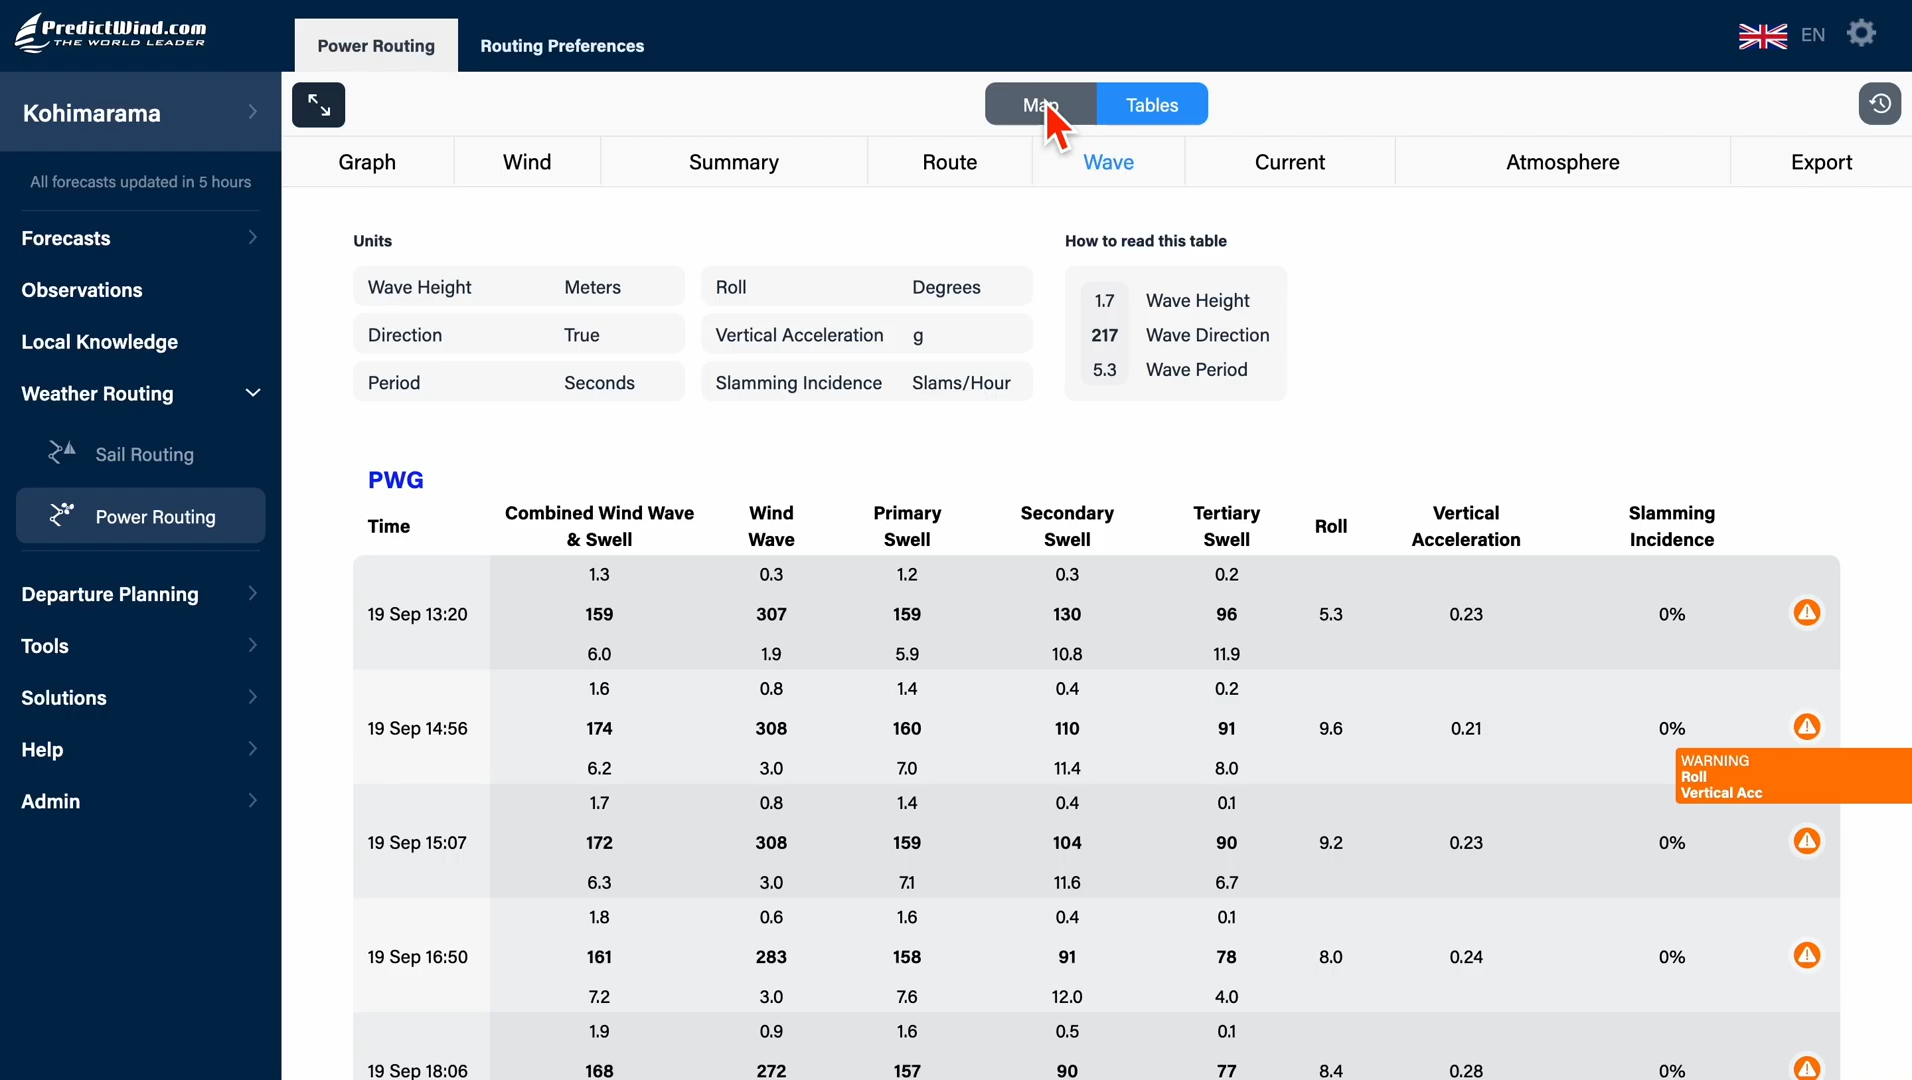 PredictWind.com
THE WORLD LEADER
Power Routing
Routing Preferences
EN
Kohimarama
All forecasts updated in 5 hours
Forecasts
Observations
Local Knowledge
Weather Routing
Sail Routing
Power Routing
Departure Planning
Tools
Solutions
Help
Admin
Map Tables
Graph Wind Summary Route Wave Current Atmosphere Export
Units
Wave Height Meters
Direction True
Period Seconds
Roll Degrees
Vertical Acceleration g
Slamming Incidence Slams/Hour
How to read this table
1.7 Wave Height
217 Wave Direction
5.3 Wave Period
PWG
Time
Combined Wind Wave
& Swell
Wind
Wave
Primary
Swell
Secondary
Swell
Tertiary
Swell
Roll
Vertical
Acceleration
Slamming
Incidence
1.3 0.3 1.2 0.3 0.2
19 Sep 13:20 159 307 159 130 96 5.3 0.23 0%
6.0 1.9 5.9 10.8 11.9
1.6 0.8 1.4 0.4 0.2
19 Sep 14:56 174 308 160 110 91 9.6 0.21 0%
6.2 3.0 7.0 11.4 8.0
WARNING
Roll
Vertical Acc
1.7 0.8 1.4 0.4 0.1
19 Sep 15:07 172 308 159 104 90 9.2 0.23 0%
6.3 3.0 7.1 11.6 6.7
1.8 0.6 1.6 0.4 0.1
19 Sep 16:50 161 283 158 91 78 8.0 0.24 0%
7.2 3.0 7.6 12.0 4.0
1.9 0.9 1.6 0.5 0.1
19 Sep 18:06 168 272 157 90 77 8.4 0.28 0%